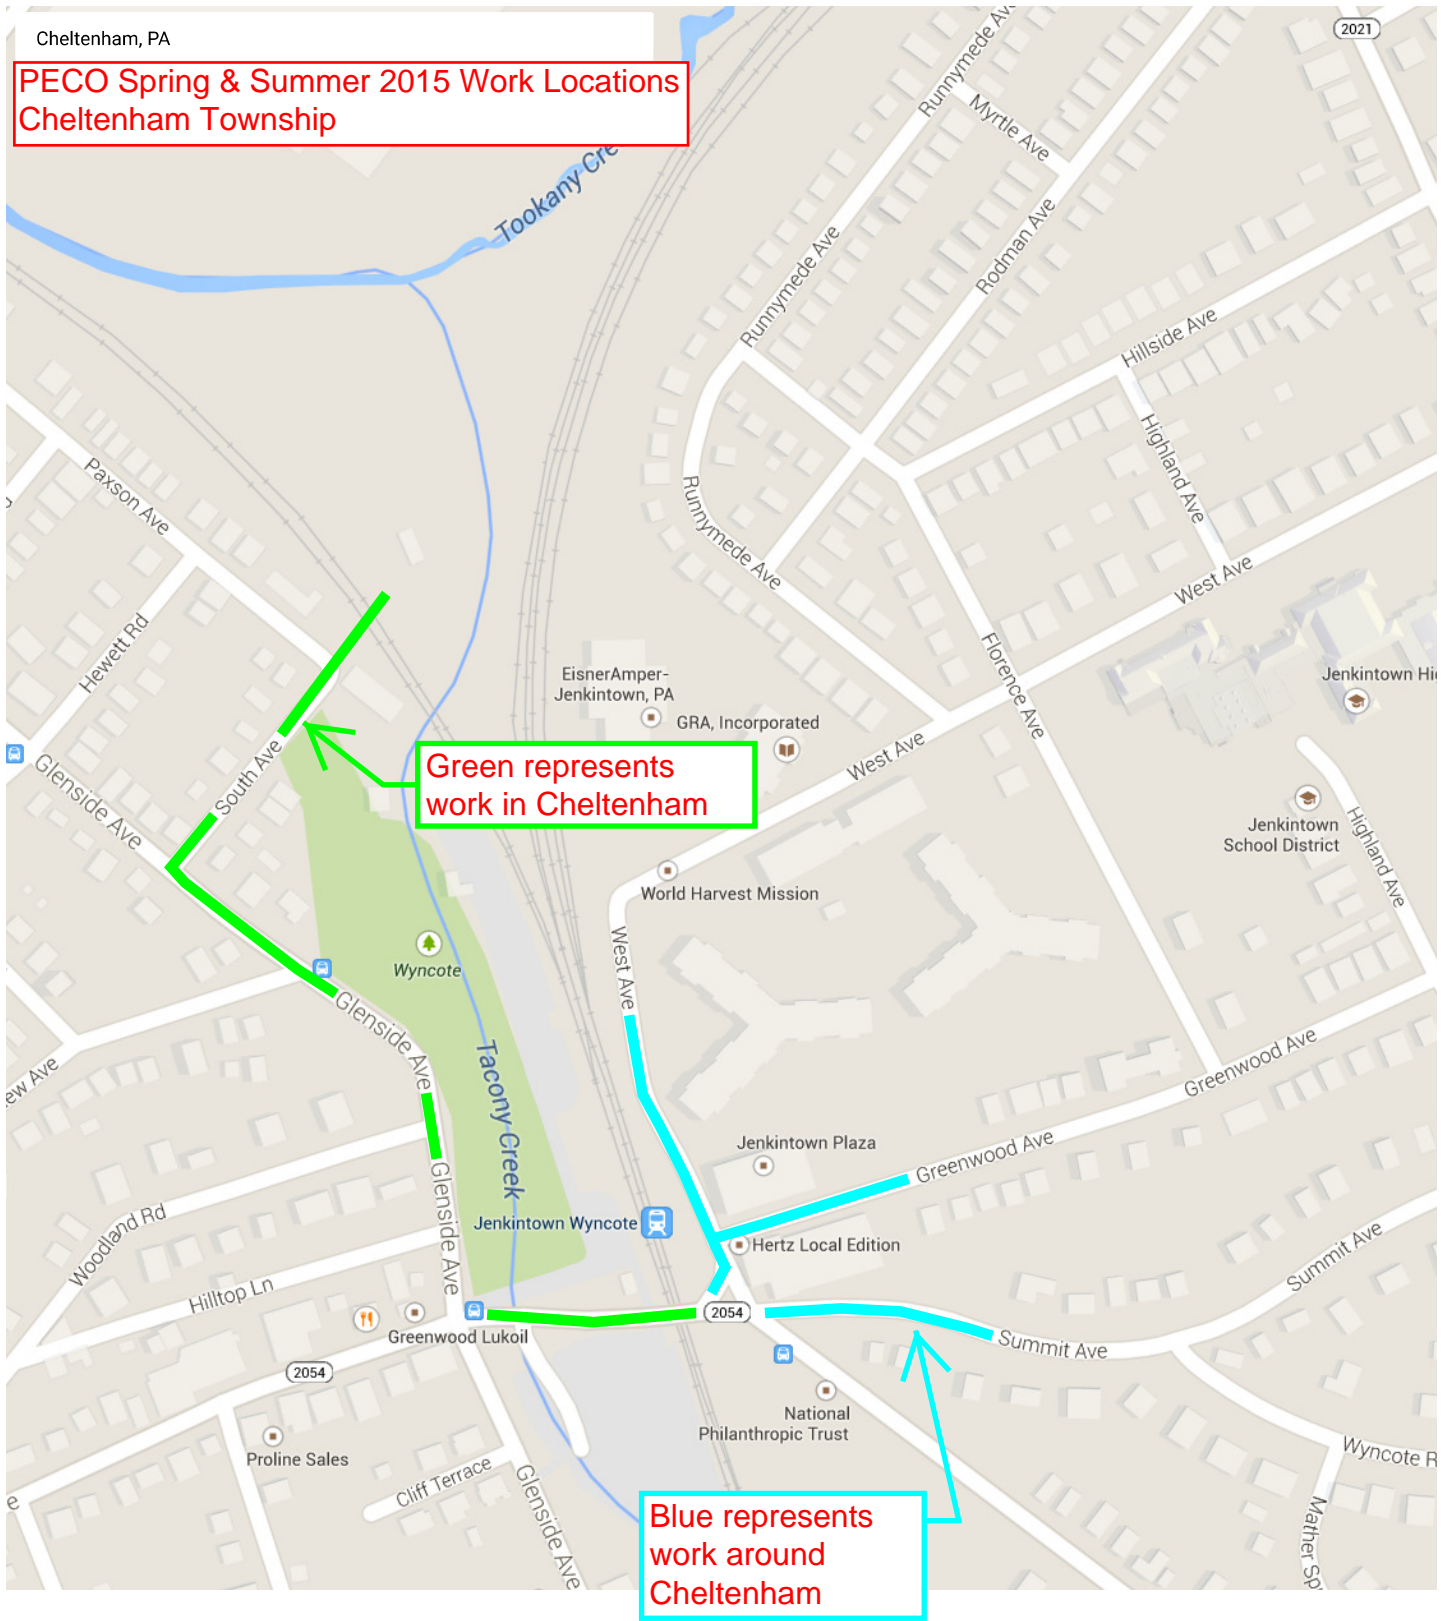 Cheltenham, PA
PECO Spring & Summer 2015 Work Locations
Cheltenham Township
2021
Runnymede Ave
Myrtle Ave
Tookany Cre
Rodman Ave
Runnymede Ave
Hillside Ave
Highland Ave
Paxson Ave
Runnymede Ave
West Ave
Hewett Rd
Florence Ave
EisnerAmper-
Jenkintown, PA
GRA, Incorporated
Jenkintown Hi
South Ave
Glenside Ave
West Ave
Green represents
work in Cheltenham
Jenkintown
School District
Highland Ave
World Harvest Mission
West Ave
Wyncote
Glenside Ave
Tacony Creek
ew Ave
Greenwood Ave
Jenkintown Plaza
Greenwood Ave
Woodland Rd
Glenside Ave
Jenkintown Wyncote
Hertz Local Edition
Summit Ave
Hilltop Ln
2054
Greenwood Lukoil
Summit Ave
2054
National
Philanthropic Trust
Proline Sales
Wyncote R
Cliff Terrace
Glenside Ave
e
Mather Sp
Blue represents
work around
Cheltenham